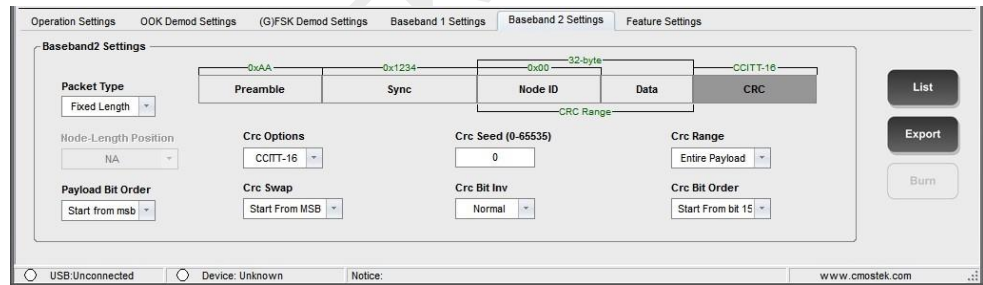 Operation Settings OOK Demod Settings (G)FSK Demod Settings Baseband 1 Settings Baseband 2 Settings Feature Settings
Baseband2 Settings
32-byte
0xAA 0x1234 0x00 CCITT-16
Packet Type
Preamble Sync Node ID Data CRC
List
Fixed Length
CRC Range
Node-Length Position Crc Options Crc Seed (0-65535) Crc Range
Export
NA CCITT-16 0 Entire Payload
Payload Bit Order Crc Swap Crc Bit Inv Crc Bit Order
Burn
Start from msb Start From MSB Normal Start From bit 15
USB:Unconnected Device: Unknown Notice: www.cmostek.com